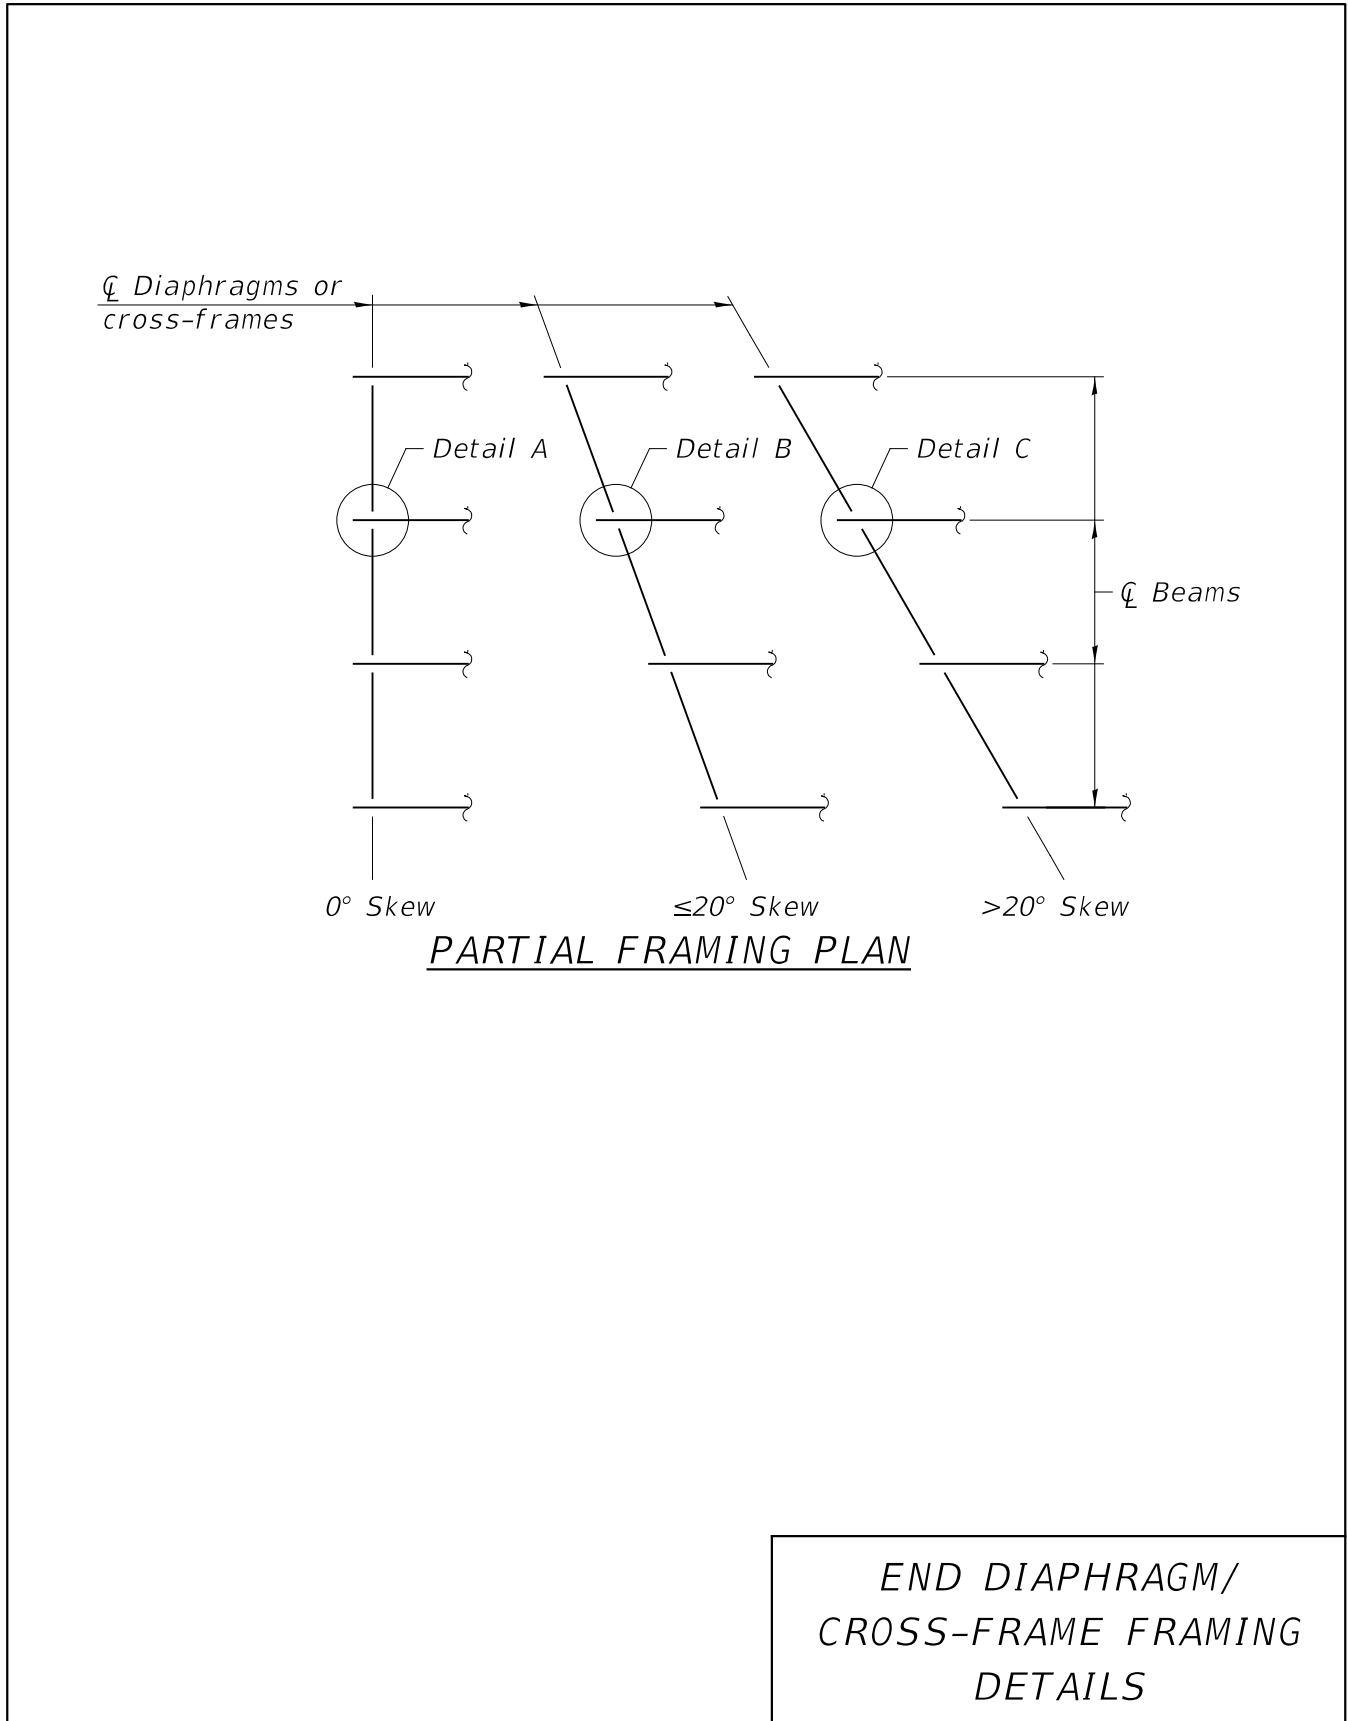 ℄ Diaphragms or
cross-frames
Detail A
Detail B
Detail C
℄ Beams
0° Skew
≤20° Skew
>20° Skew
PARTIAL FRAMING PLAN
END DIAPHRAGM/
CROSS-FRAME FRAMING
DETAILS